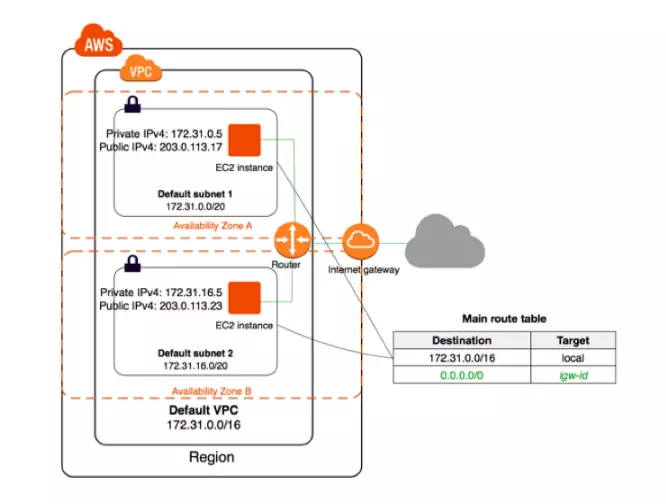 AWS
VPC
Private IPv4: 172.31.0.5
Public IPv4: 203.0.113.17
EC2 instance
Default subnet 1
172.31.0.0/20
Availability Zone A
Router
Internet gateway
Private IPv4: 172.31.16.5
Public IPv4: 203.0.113.23
EC2 instance
Default subnet 2
172.31.16.0/20
Availability Zone B
Default VPC
172.31.0.0/16
Region
Main route table
Destination Target
172.31.0.0/16 local
0.0.0.0/0 igw-id